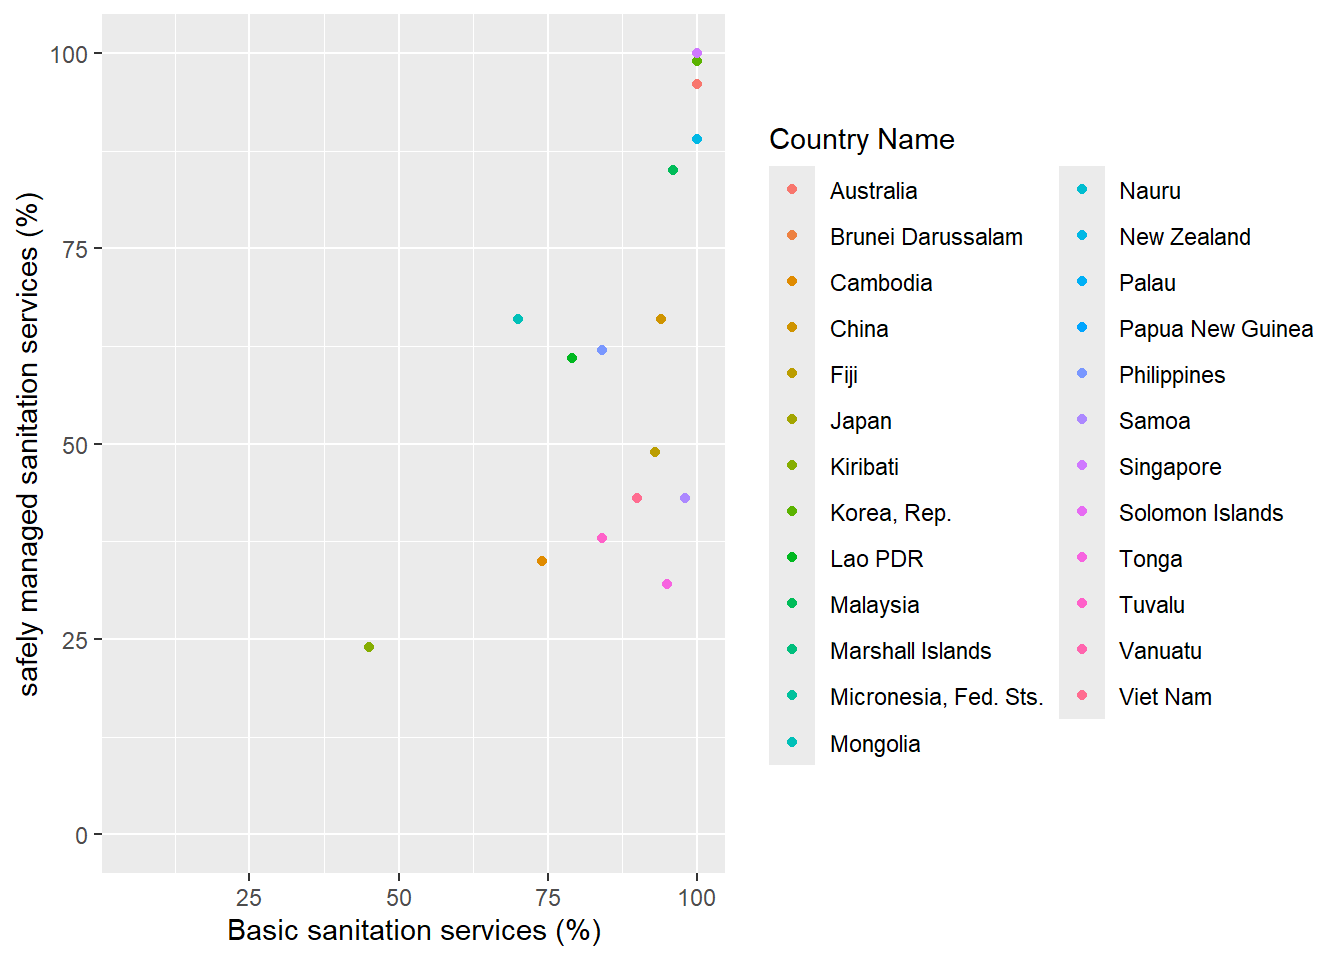 100
75
50
25
0
safely managed sanitation services (%)
25 50 75 100
Basic sanitation services (%)
Country Name
Australia
Brunei Darussalam
Cambodia
China
Fiji
Japan
Kiribati
Korea, Rep.
Lao PDR
Malaysia
Marshall Islands
Micronesia, Fed. Sts.
Mongolia
Nauru
New Zealand
Palau
Papua New Guinea
Philippines
Samoa
Singapore
Solomon Islands
Tonga
Tuvalu
Vanuatu
Viet Nam